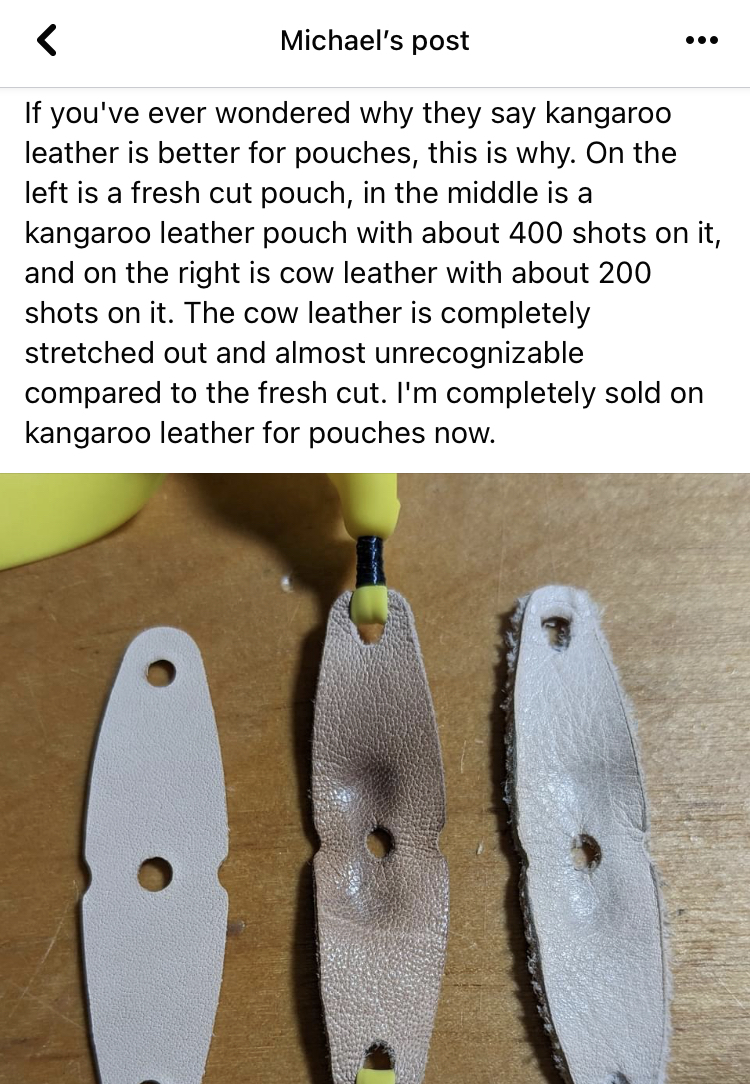 Michael’s post
If you've ever wondered why they say kangaroo
leather is better for pouches, this is why. On the
left is a fresh cut pouch, in the middle is a
kangaroo leather pouch with about 400 shots on it,
and on the right is cow leather with about 200
shots on it. The cow leather is completely
stretched out and almost unrecognizable
compared to the fresh cut. I'm completely sold on
kangaroo leather for pouches now.